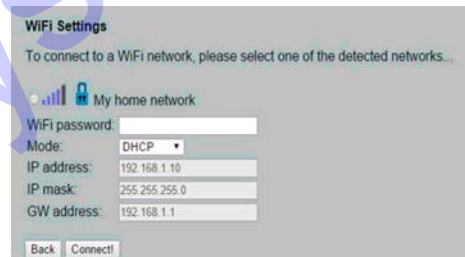 WiFi Settings
To connect to a WiFi network, please select one of the detected networks...
My home network
WiFi password:
Mode: DHCP
IP address: 192.168.1.10
IP mask: 255.255.255.0
GW address: 192.168.1.1
Back Connect!